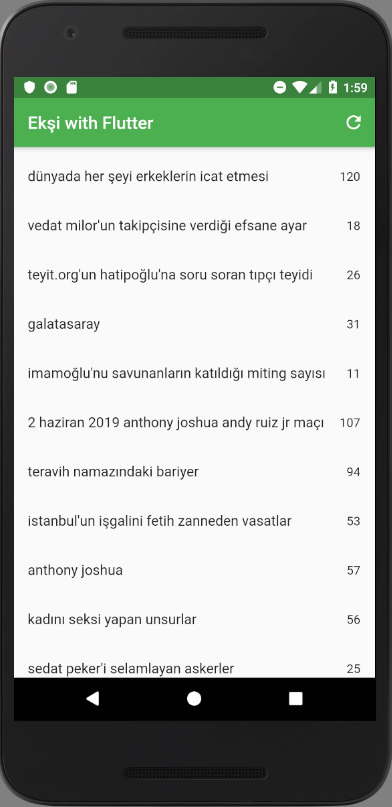 1:59
Ekşi with Flutter
dünyada her şeyi erkeklerin icat etmesi 120
vedat milor'un takipçisine verdiği efsane ayar 18
teyit.org'un hatipoğlu'na soru soran tıpçı teyidi 26
galatasaray 31
imamoğlu'nu savunanların katıldığı miting sayısı 11
2 haziran 2019 anthony joshua andy ruiz jr maçı 107
teravih namazındaki bariyer 94
istanbul'un işgalini fetih zanneden vasatlar 53
anthony joshua 57
kadını seksi yapan unsurlar 56
sedat peker'i selamlayan askerler 25